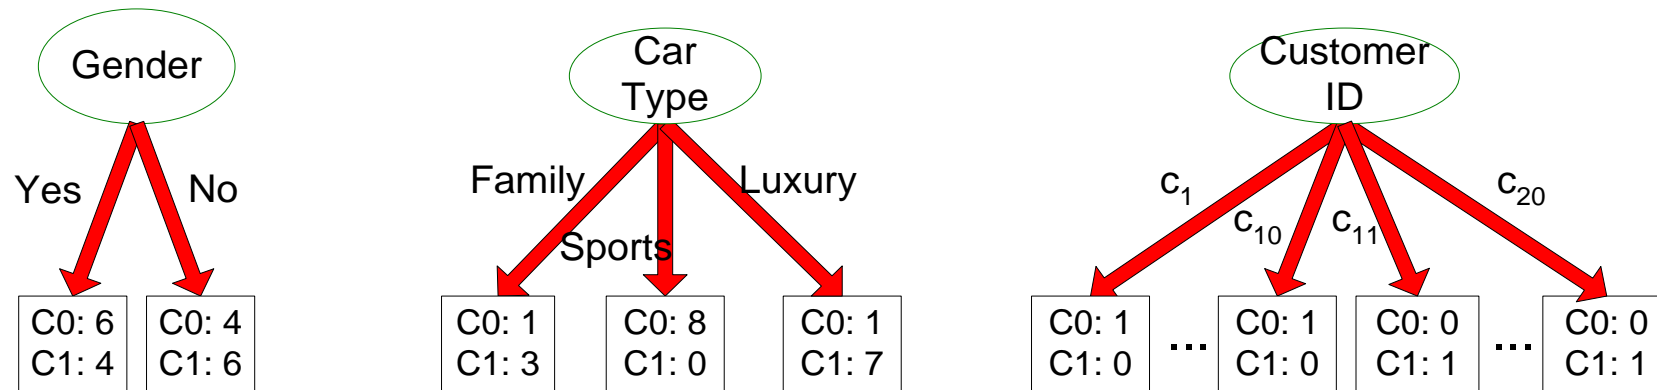 Gender
Yes
No
C0: 6
C1: 4
C0: 4
C1: 6
Car
Type
Family
Sports
Luxury
C0: 1
C1: 3
C0: 8
C1: 0
C0: 1
C1: 7
Customer
ID
c1
c10
c11
c20
C0: 1
C1: 0
...
C0: 1
C1: 0
C0: 0
C1: 1
...
C0: 0
C1: 1